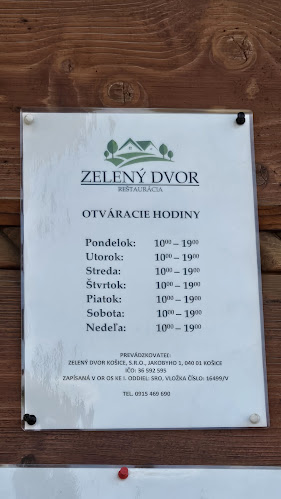 ZELENÝ DVOR
REŠTAURÁCIA
OTVÁRACIE HODINY
Pondelok: 10⁰⁰ – 19⁰⁰
Utorok: 10⁰⁰ – 19⁰⁰
Streda: 10⁰⁰ – 19⁰⁰
Štvrtok: 10⁰⁰ – 19⁰⁰
Piatok: 10⁰⁰ – 19⁰⁰
Sobota: 10⁰⁰ – 19⁰⁰
Nedeľa: 10⁰⁰ – 19⁰⁰
PREVÁDZKOVATEĽ:
ZELENÝ DVOR KOŠICE, S.R.O., JAKOBYHO 1, 040 01 KOŠICE
IČO: 36 592 595
ZAPÍSANÁ V OR OS KE I. ODDIEL: SRO, VLOŽKA ČÍSLO: 16499/V
TEL. 0915 469 690